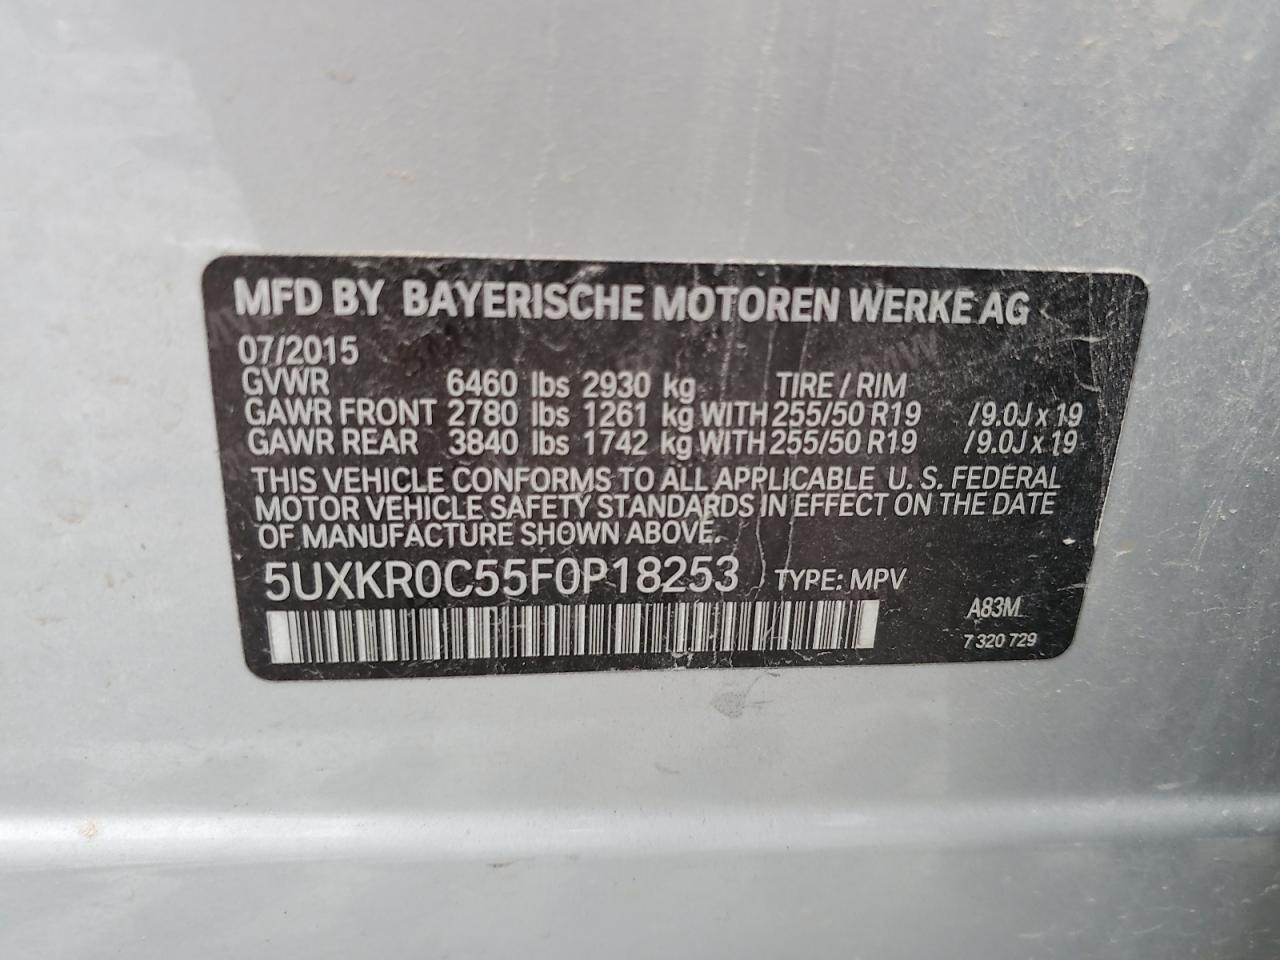 MFD BY BAYERISCHE MOTOREN WERKE AG
07/2015
GVWR 6460 lbs 2930 kg TIRE / RIM
GAWR FRONT 2780 lbs 1261 kg WITH 255/50 R19 /9.0J x 19
GAWR REAR 3840 lbs 1742 kg WITH 255/50 R19 /9.0J x 19
THIS VEHICLE CONFORMS TO ALL APPLICABLE U. S. FEDERAL
MOTOR VEHICLE SAFETY STANDARDS IN EFFECT ON THE DATE
OF MANUFACTURE SHOWN ABOVE.
5UXKR0C55F0P18253 TYPE: MPV
A83M
7 320 729